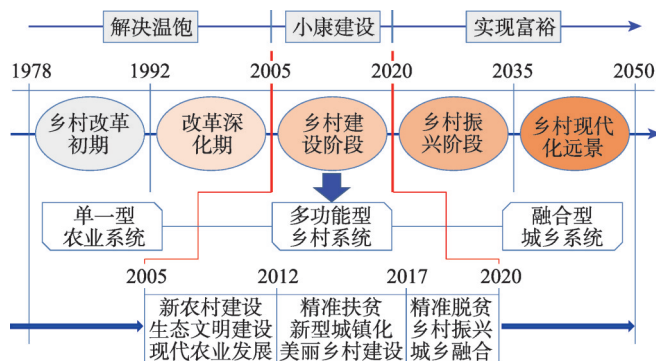 解决温饱 小康建设 实现富裕
1978 1992 2005 2020 2035 2050
乡村改革 改革深 乡村建 乡村振 乡村现代
初期 化期 设阶段 兴阶段 化远景
单一型 多功能型 融合型
农业系统 乡村系统 城乡系统
2005 2012 2017 2020
新农村建设 精准扶贫 精准脱贫
生态文明建设 新型城镇化 乡村振兴
现代农业发展 美丽乡村建设 城乡融合